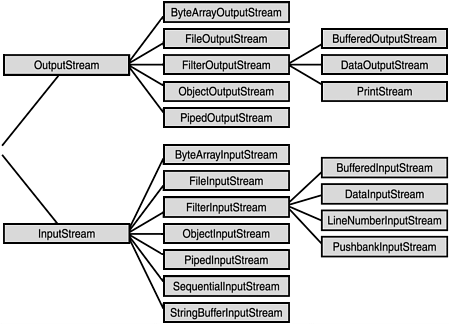 OutputStream
ByteArrayOutputStream
FileOutputStream
FilterOutputStream
ObjectOutputStream
PipedOutputStream
BufferedOutputStream
DataOutputStream
PrintStream
InputStream
ByteArrayInputStream
FileInputStream
FilterInputStream
ObjectInputStream
PipedInputStream
SequentialInputStream
StringBufferInputStream
BufferedInputStream
DataInputStream
LineNumberInputStream
PushbankInputStream